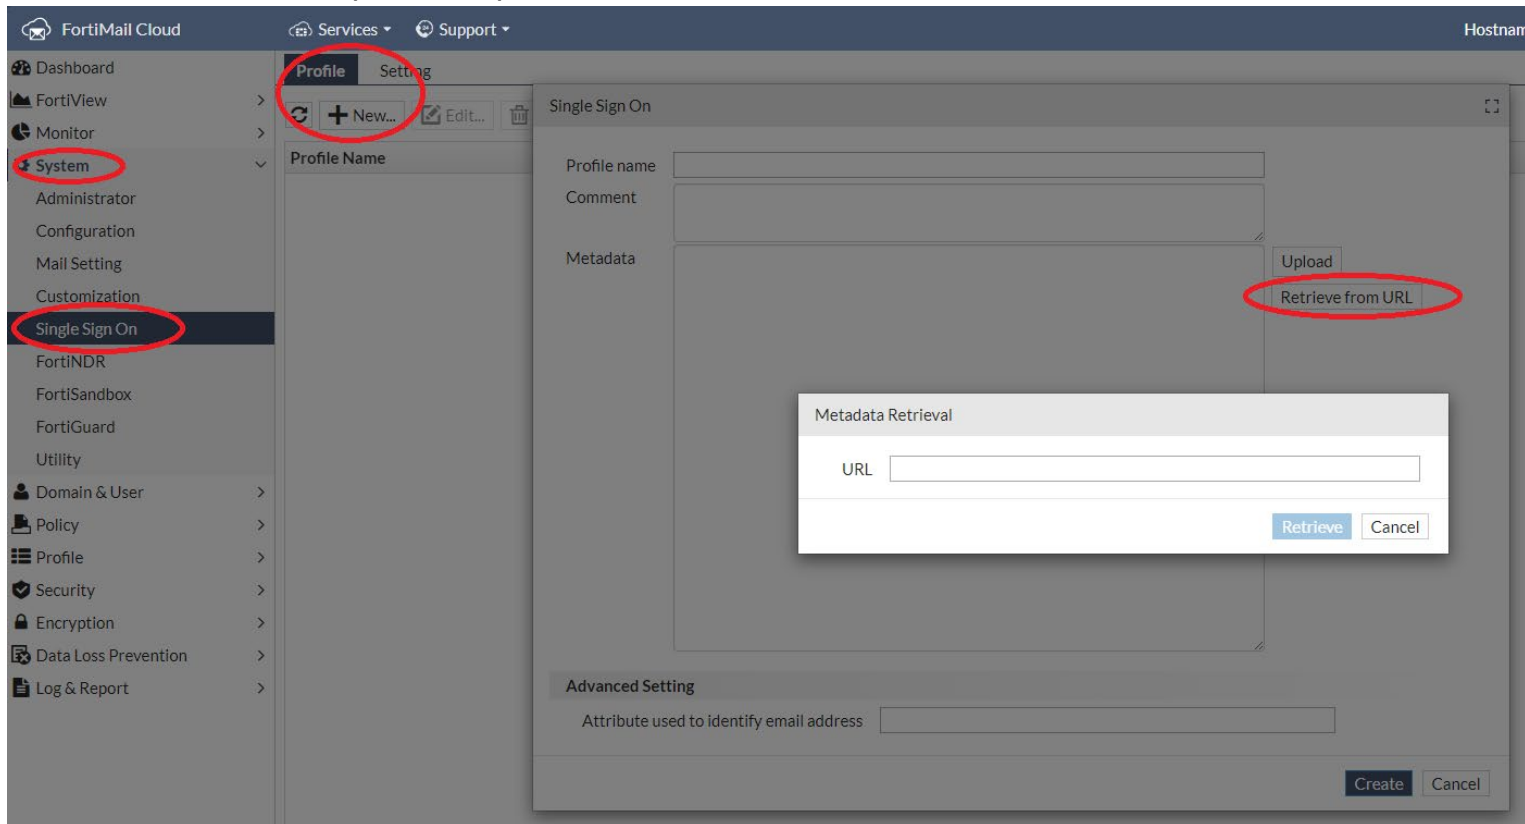 FortiMail Cloud
Services
Support
Hostnam
Dashboard
FortiView
Monitor
System
Administrator
Configuration
Mail Setting
Customization
Single Sign On
FortiNDR
FortiSandbox
FortiGuard
Utility
Domain & User
Policy
Profile
Security
Encryption
Data Loss Prevention
Log & Report
Profile
Setting
New...
Edit...
Profile Name
Single Sign On
Profile name
Comment
Metadata
Upload
Retrieve from URL
Metadata Retrieval
URL
Retrieve
Cancel
Advanced Setting
Attribute used to identify email address
Create
Cancel